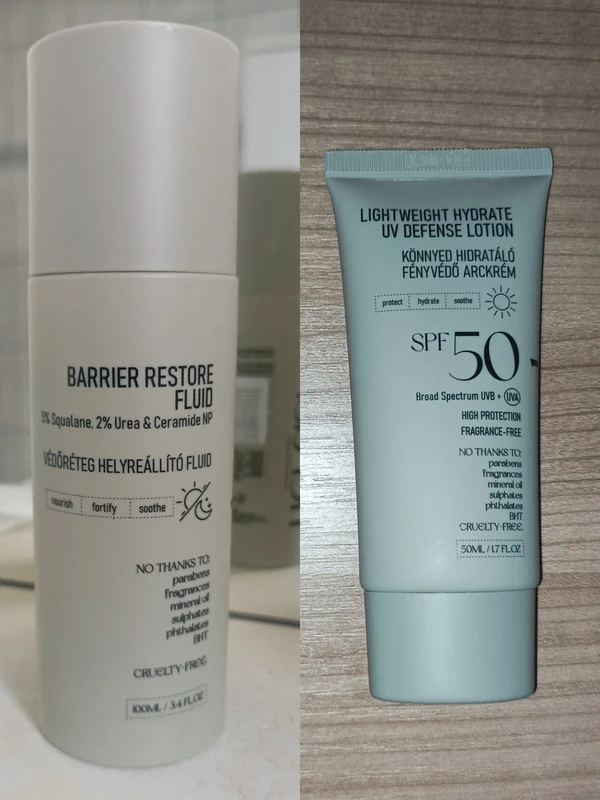 BARRIER RESTORE
FLUID
5% Squalane, 2% Urea & Ceramide NP
VÉDŐRÉTEG HELYREÁLLÍTÓ FLUID
nourish fortify soothe
NO THANKS TO:
parabens
fragrances
mineral oil
sulphates
phthalates
BHT
CRUELTY-FREE
100ML / 3.4 FL.OZ
LIGHTWEIGHT HYDRATE
UV DEFENSE LOTION
KÖNNYED HIDRATÁLÓ
FÉNYVÉDŐ ARCKRÉM
protect hydrate soothe
SPF 50
Broad Spectrum UVB + UVA
HIGH PROTECTION
FRAGRANCE-FREE
NO THANKS TO:
parabens
fragrances
mineral oil
sulphates
phthalates
BHT
CRUELTY-FREE
50ML / 1.7 FL.OZ